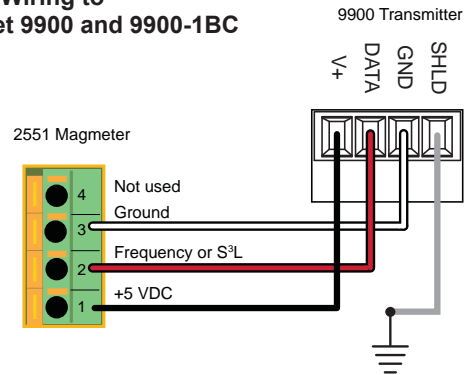 Wiring to
et 9900 and 9900-1BC
9900 Transmitter
V+
DATA
GND
SHLD
2551 Magmeter
4 Not used
3 Ground
2 Frequency or S³L
1 +5 VDC